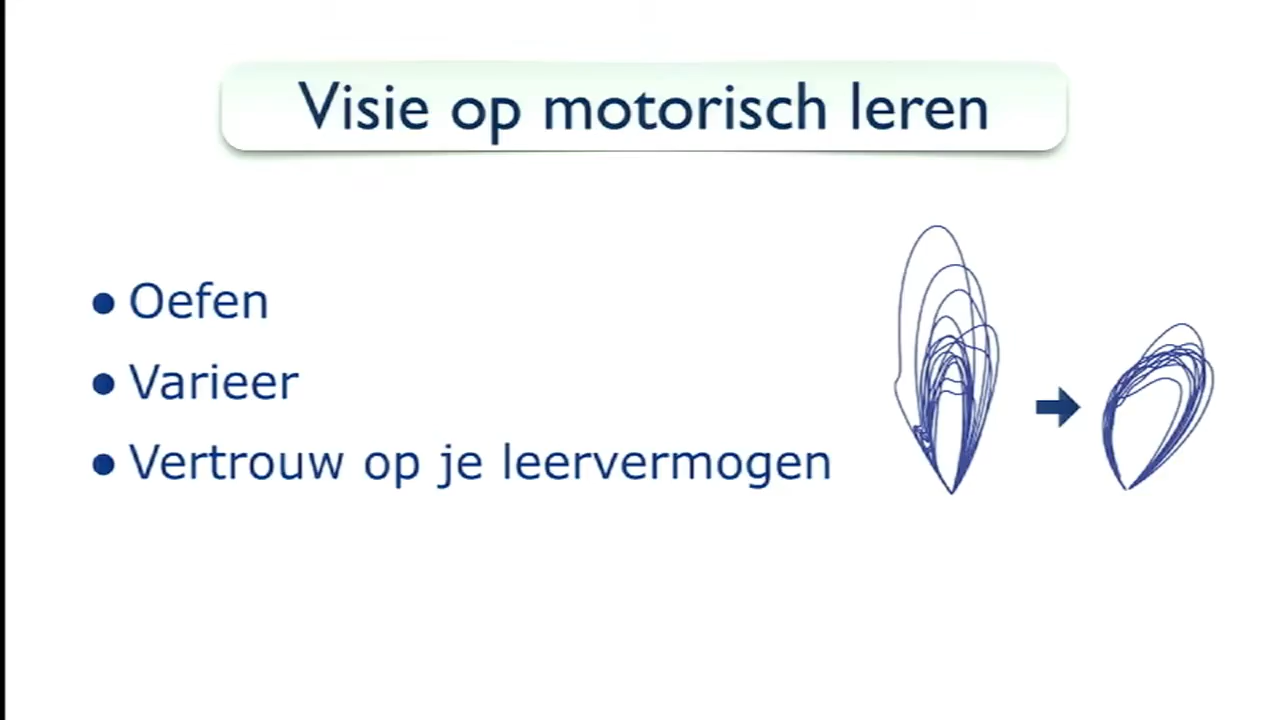 Visie op motorisch leren
• Oefen
• Varieer
• Vertrouw op je leervermogen